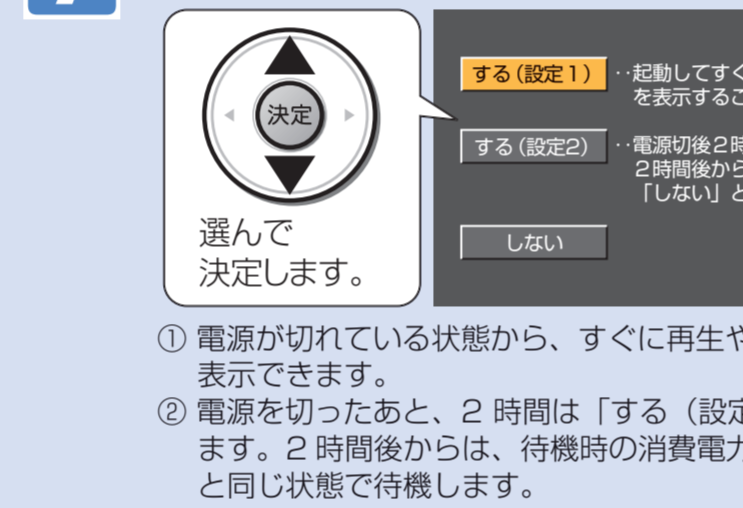 決定
選んで
決定します。
する(設定1)
‥起動してすぐ
を表示するこ
する(設定2)
‥電源切後2時
2時間後から
「しない」と
しない
① 電源が切れている状態から、すぐに再生や
表示できます。
② 電源を切ったあと、2 時間は「する（設定
ます。2 時間後からは、待機時の消費電力
と同じ状態で待機します。